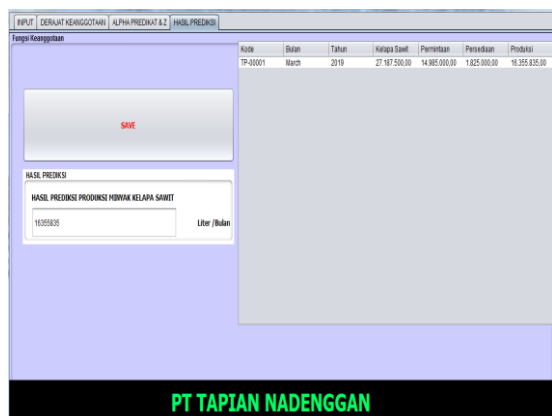 INPUT DERAJAT KEANGGOTAAN ALPHA PREDIKAT & Z HASIL PREDIKSI
Fungsi Keanggotaan
Kode Bulan Tahun Kelapa Sawit Permintaan Persediaan Produksi
TP-00001 March 2019 27.187.500,00 14.985.000,00 1.825.000,00 16.355.835,00
SAVE
HASIL PREDIKSI
HASIL PREDIKSI PRODUKSI MINYAK KELAPA SAWIT
16355835 Liter /Bulan
PT TAPIAN NADENGGAN